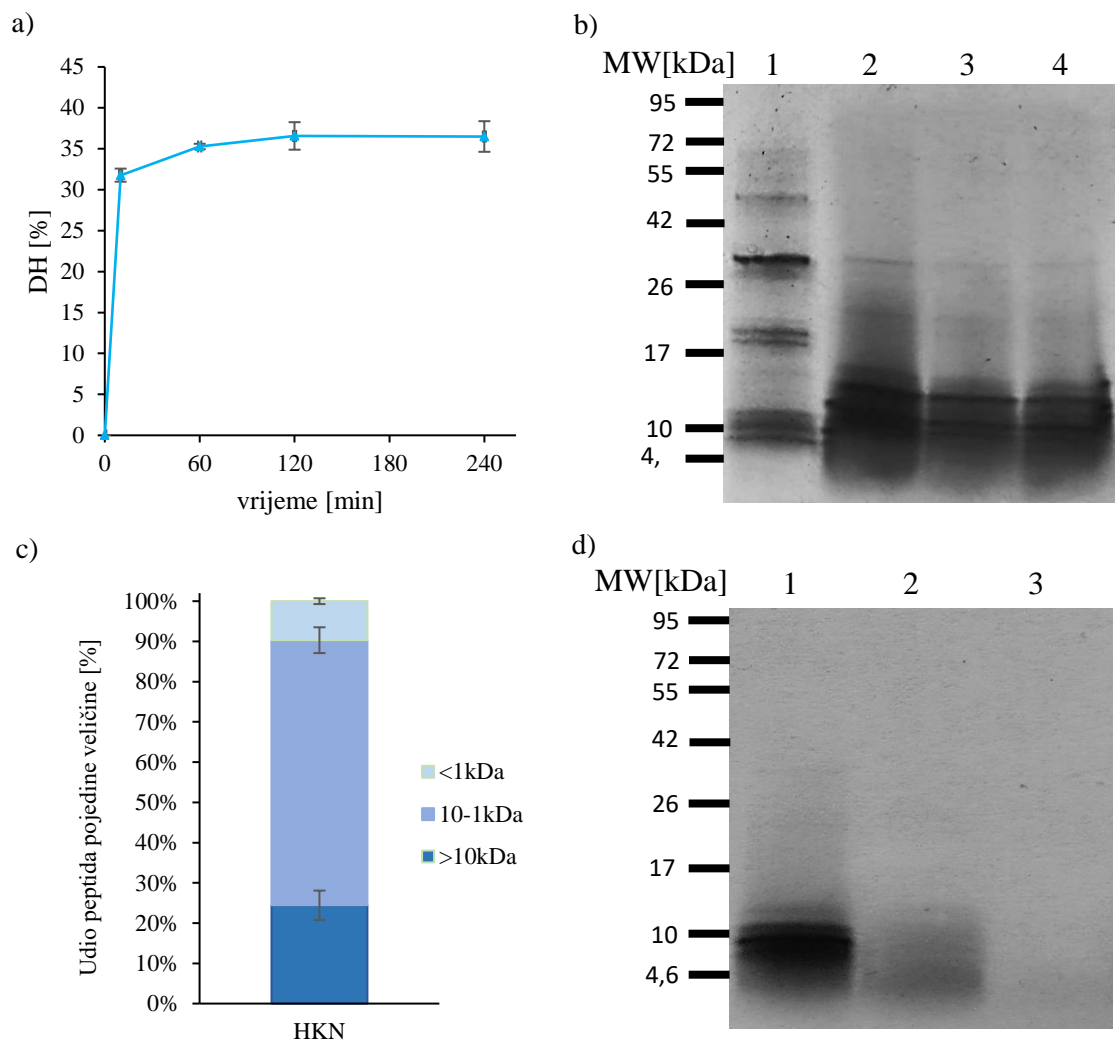 a)
45
40
35
30
25
20
15
10
5
0
0 60 120 180 240
DH [%]
vrijeme [min]
b)
MW[kDa] 1 2 3 4
95
72
55
42
26
17
10
4,
c)
100%
90%
80%
70%
60%
50%
40%
30%
20%
10%
0%
Udio peptida pojedine veličine [%]
HKN
<1kDa
10-1kDa
>10kDa
d)
MW[kDa] 1 2 3
95
72
55
42
26
17
10
4,6